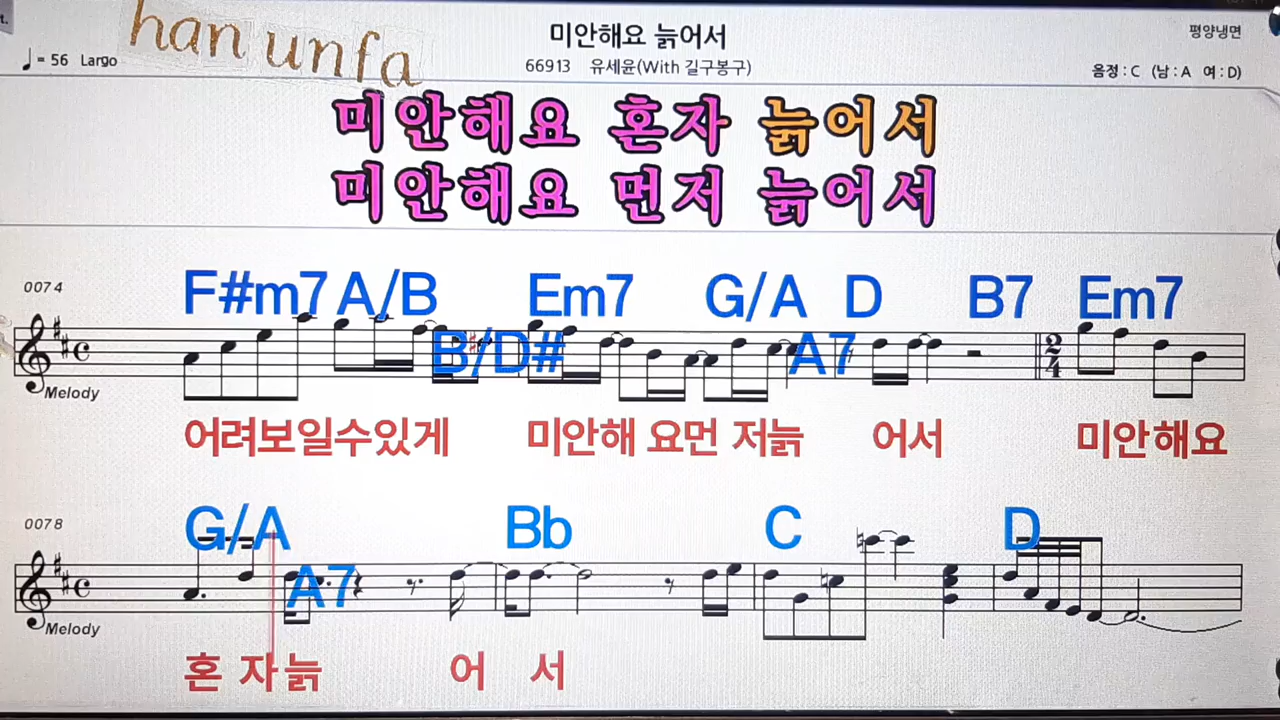 han unfa
미안해요 늙어서
평양냉면
♩= 56 Largo
66913 유세윤(With 길구봉구)
음정 : C (남 : A 여 : D)
미안해요 혼자 늙어서
미안해요 먼저 늙어서
0074
F#m7 A/B B/D# Em7 G/A A7 D B7 Em7
2
4
Melody
어려보일수있게 미안해 요먼 저늙 어서 미안해요
0078
G/A A7 Bb C D
Melody
혼 자늙 어 서